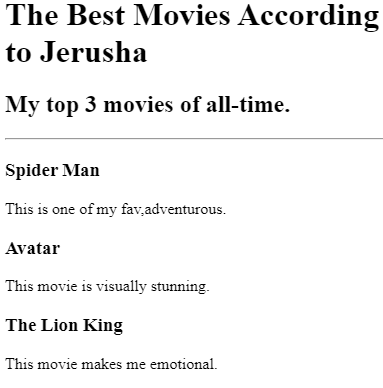 The Best Movies According
to Jerusha
My top 3 movies of all-time.
Spider Man
This is one of my fav,adventurous.
Avatar
This movie is visually stunning.
The Lion King
This movie makes me emotional.